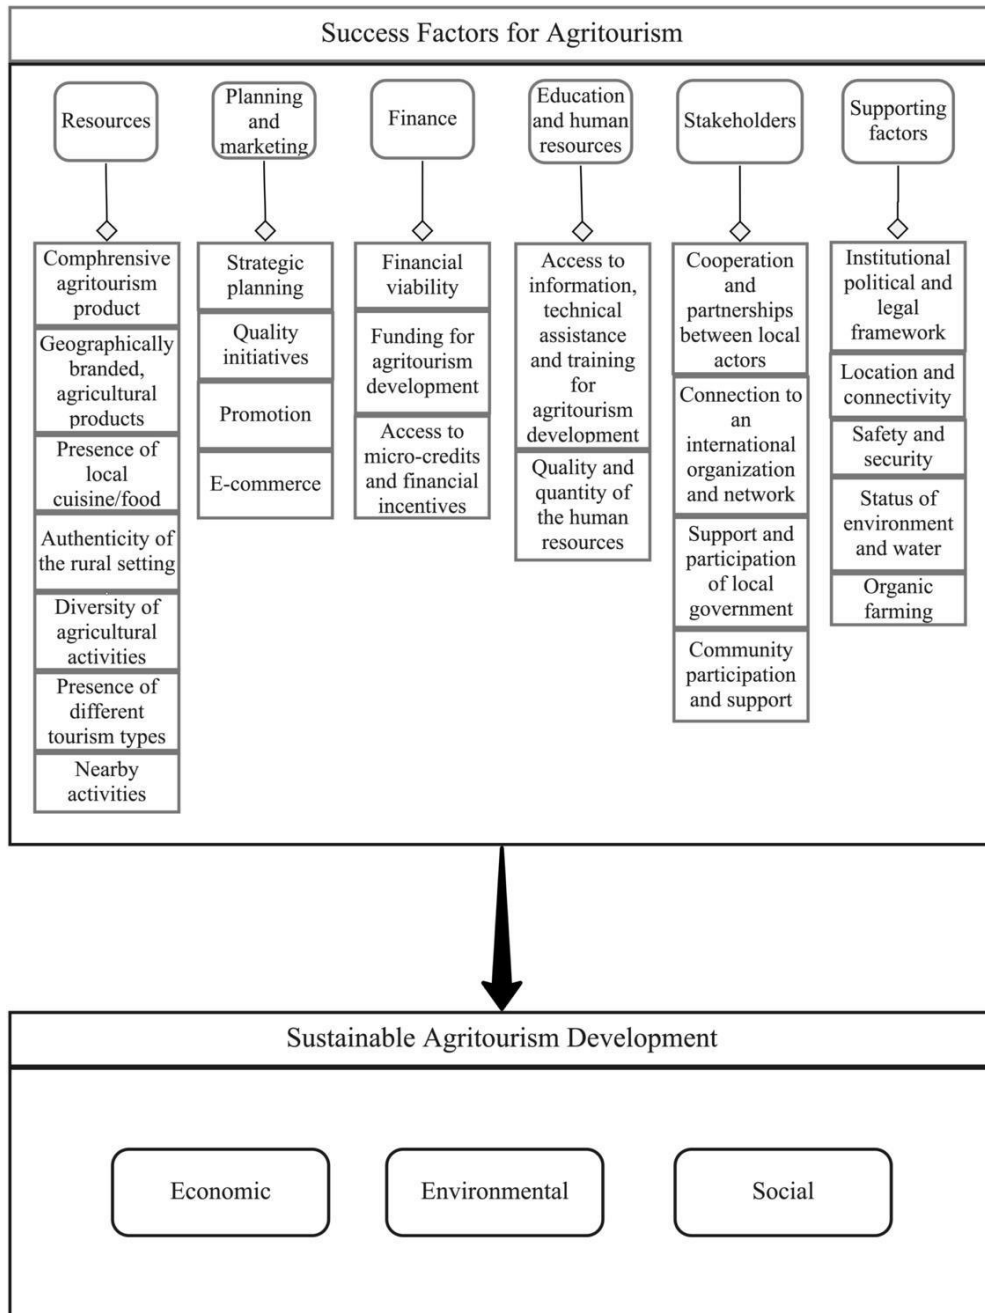 Success Factors for Agritourism
Resources
Planning
and
marketing
Finance
Education
and human
resources
Stakeholders
Supporting
factors
Comphrensive
agritourism
product
Geographically
branded,
agricultural
products
Presence of
local
cuisine/food
Authenticity of
the rural setting
Diversity of
agricultural
activities
Presence of
different
tourism types
Nearby
activities
Strategic
planning
Quality
initiatives
Promotion
E-commerce
Financial
viability
Funding for
agritourism
development
Access to
micro-credits
and financial
incentives
Access to
information,
technical
assistance
and training
for
agritourism
development
Quality and
quantity of
the human
resources
Cooperation
and
partnerships
between local
actors
Connection to
an
international
organization
and network
Support and
participation
of local
government
Community
participation
and support
Institutional
political and
legal
framework
Location and
connectivity
Safety and
security
Status of
environment
and water
Organic
farming
Sustainable Agritourism Development
Economic
Environmental
Social